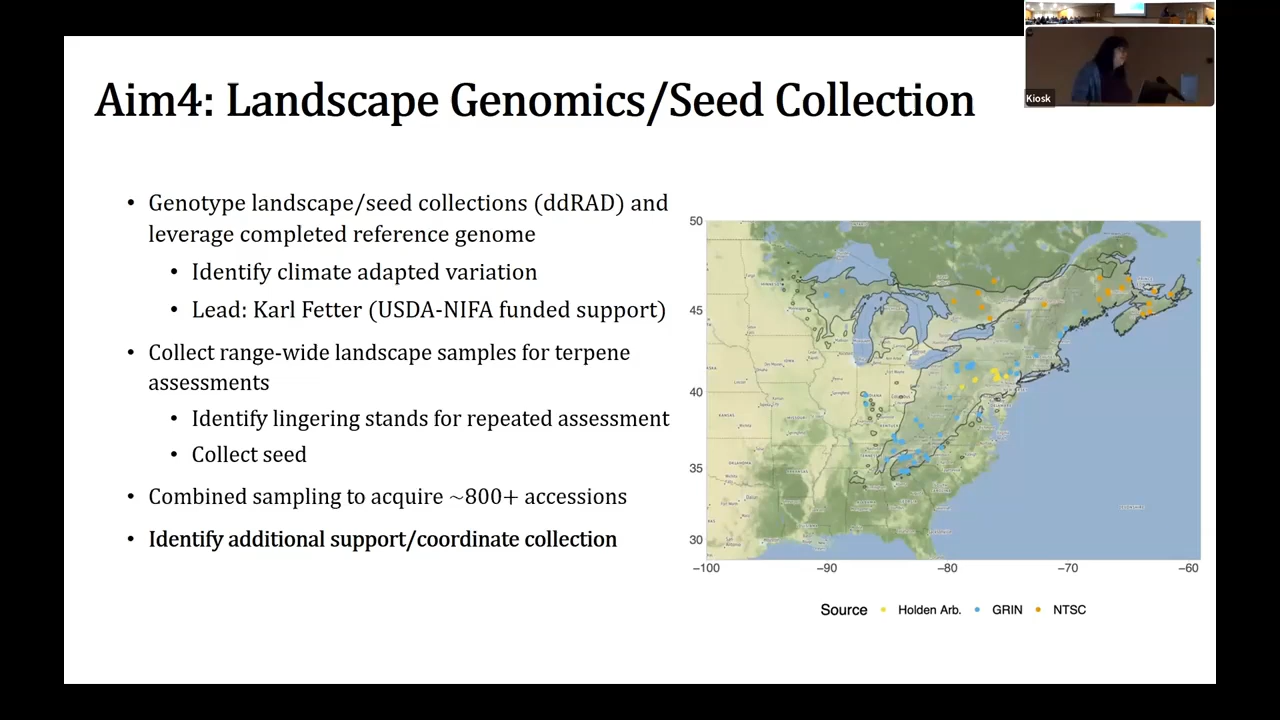 Aim4: Landscape Genomics/Seed Collection
Kiosk
• Genotype landscape/seed collections (ddRAD) and
leverage completed reference genome
• Identify climate adapted variation
• Lead: Karl Fetter (USDA-NIFA funded support)
• Collect range-wide landscape samples for terpene
assessments
• Identify lingering stands for repeated assessment
• Collect seed
• Combined sampling to acquire ~800+ accessions
• Identify additional support/coordinate collection
50
45
40
35
30
−100
−90
−80
−70
−60
Source
Holden Arb.
GRIN
NTSC